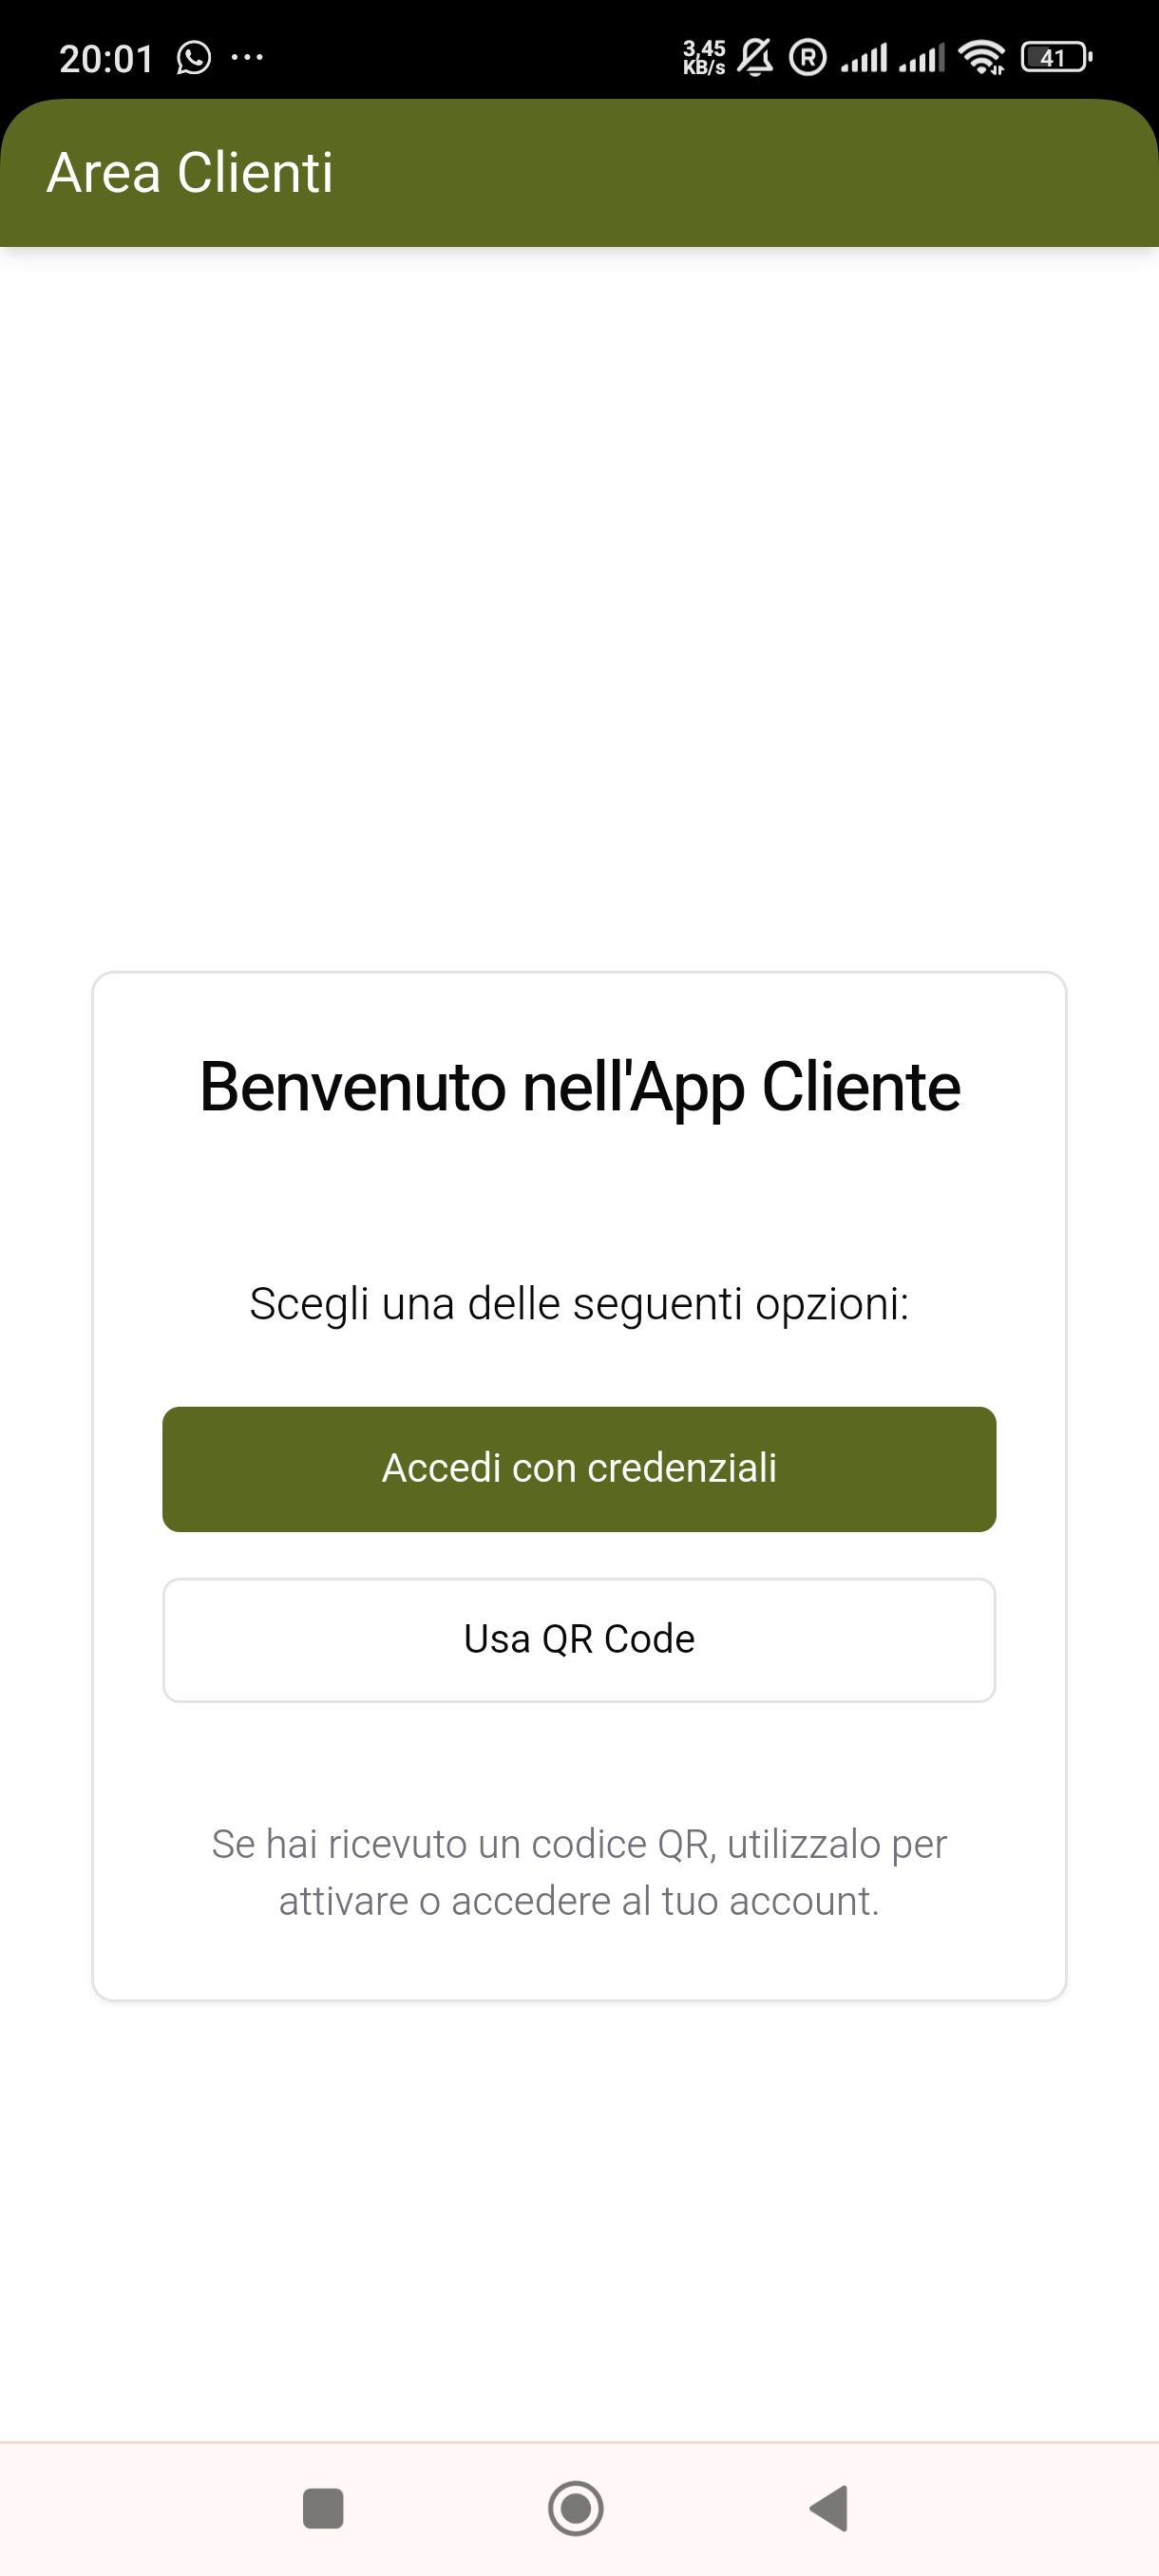 20:01
3,45
KB/s
R
41
Area Clienti
Benvenuto nell'App Cliente
Scegli una delle seguenti opzioni:
Accedi con credenziali
Usa QR Code
Se hai ricevuto un codice QR, utilizzalo per
attivare o accedere al tuo account.